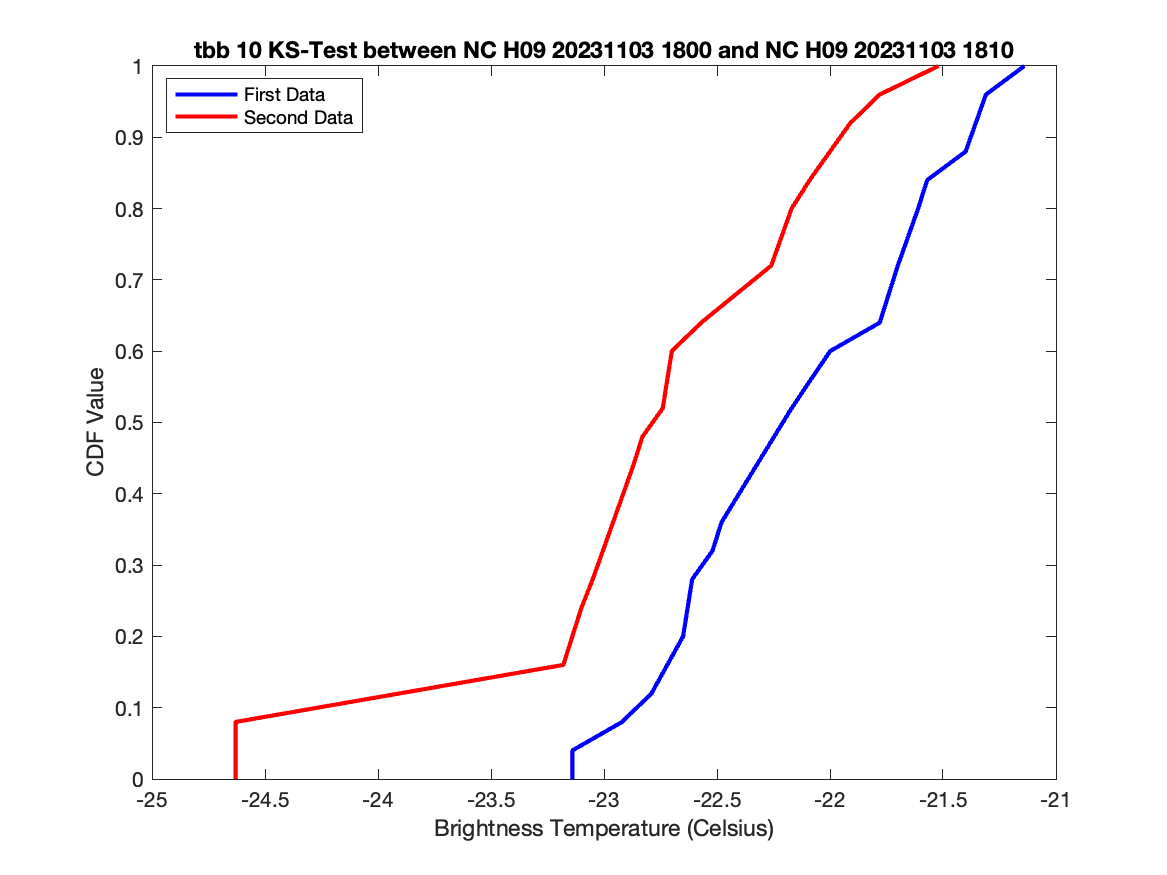 tbb 10 KS-Test between NC H09 20231103 1800 and NC H09 20231103 1810
First Data
Second Data
1
0.9
0.8
0.7
0.6
0.5
0.4
0.3
0.2
0.1
0
CDF Value
-25 -24.5 -24 -23.5 -23 -22.5 -22 -21.5 -21
Brightness Temperature (Celsius)